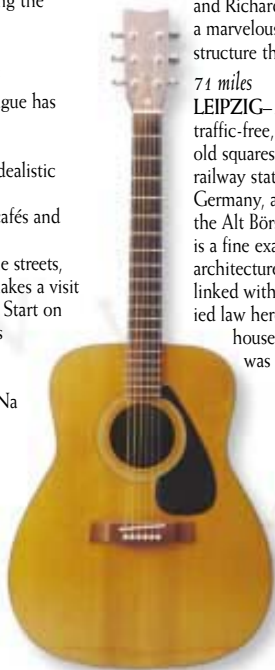 ng the
gue has
dealistic
afés and
e streets,
akes a visit
Start on
s
Na
and Richard
a marvelous
structure th
71 miles
LEIPZIG–
traffic-free,
old squares
railway stat
Germany, a
the Alt Bör
is a fine exa
architecture
linked with
ied law here
house
was